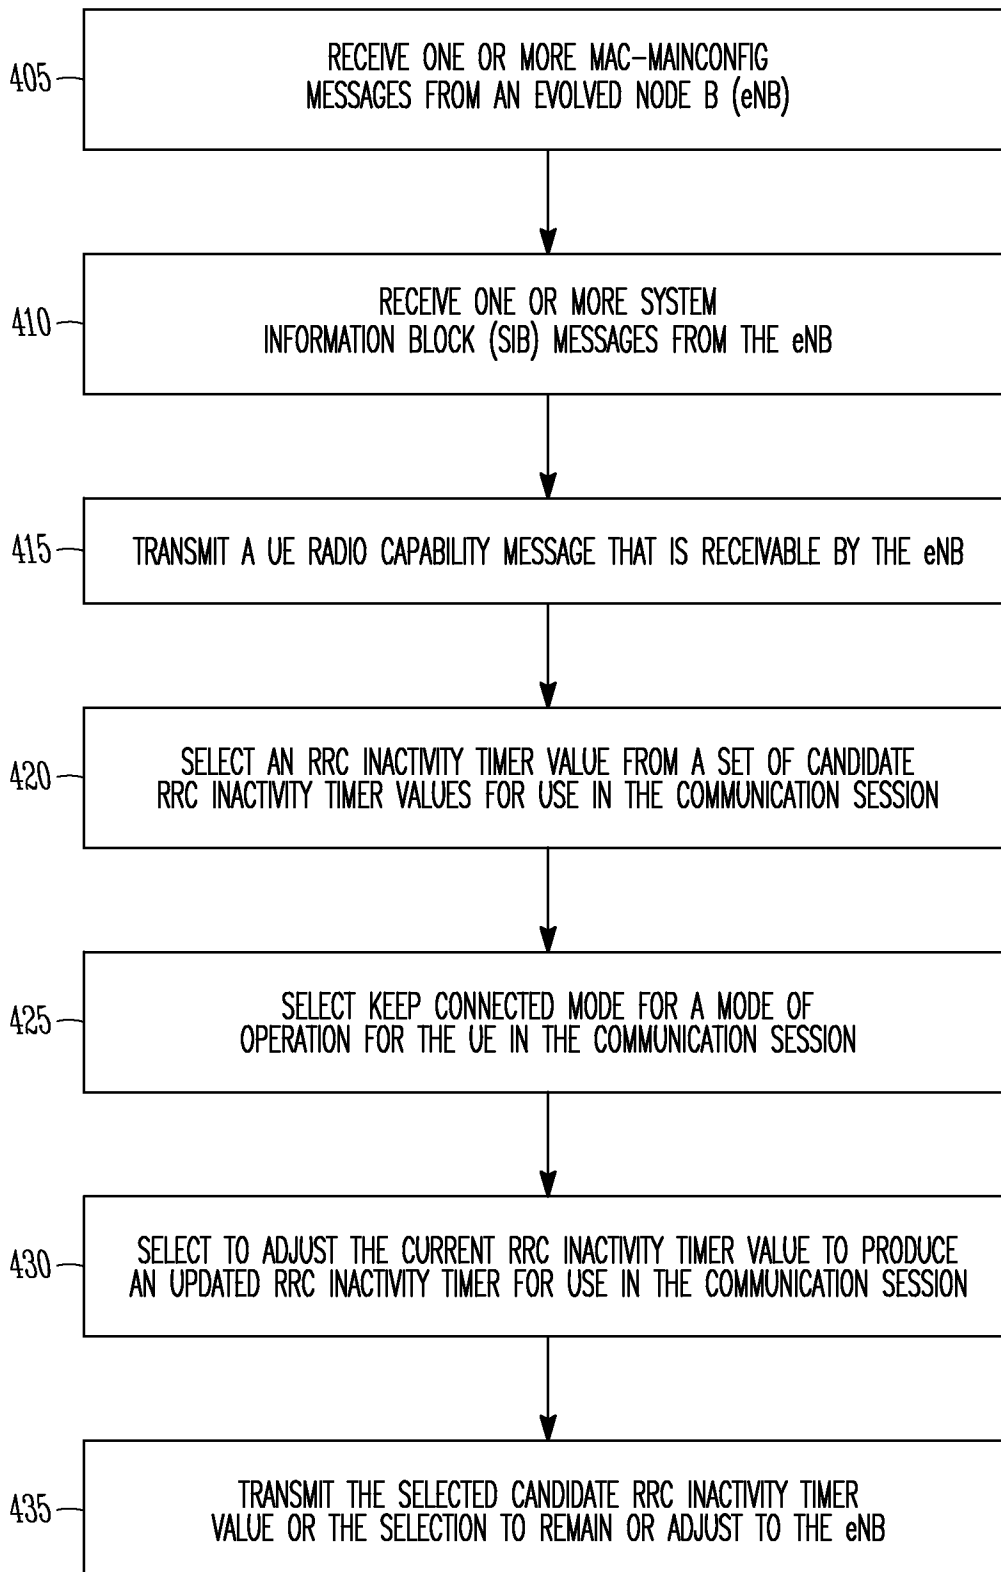 405
RECEIVE ONE OR MORE MAC-MAINCONFIG
MESSAGES FROM AN EVOLVED NODE B (eNB)
410
RECEIVE ONE OR MORE SYSTEM
INFORMATION BLOCK (SIB) MESSAGES FROM THE eNB
415
TRANSMIT A UE RADIO CAPABILITY MESSAGE THAT IS RECEIVABLE BY THE eNB
420
SELECT AN RRC INACTIVITY TIMER VALUE FROM A SET OF CANDIDATE
RRC INACTIVITY TIMER VALUES FOR USE IN THE COMMUNICATION SESSION
425
SELECT KEEP CONNECTED MODE FOR A MODE OF
OPERATION FOR THE UE IN THE COMMUNICATION SESSION
430
SELECT TO ADJUST THE CURRENT RRC INACTIVITY TIMER VALUE TO PRODUCE
AN UPDATED RRC INACTIVITY TIMER FOR USE IN THE COMMUNICATION SESSION
435
TRANSMIT THE SELECTED CANDIDATE RRC INACTIVITY TIMER
VALUE OR THE SELECTION TO REMAIN OR ADJUST TO THE eNB